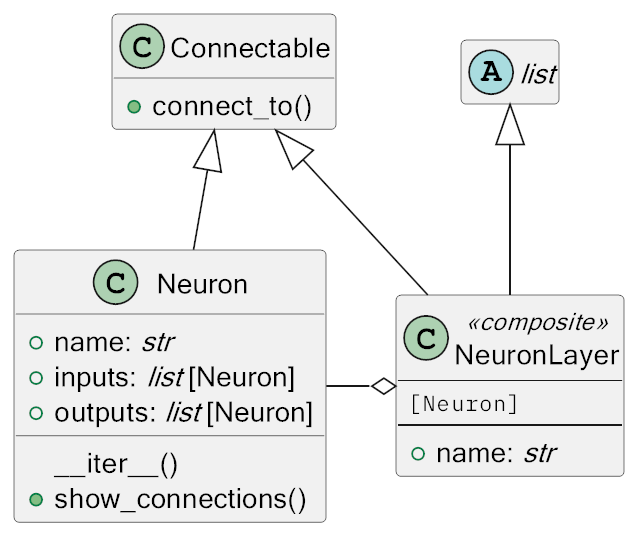 C Connectable
connect_to()
A list
C Neuron
name: str
inputs: list [Neuron]
outputs: list [Neuron]
__iter__()
show_connections()
C «composite»
NeuronLayer
[Neuron]
name: str